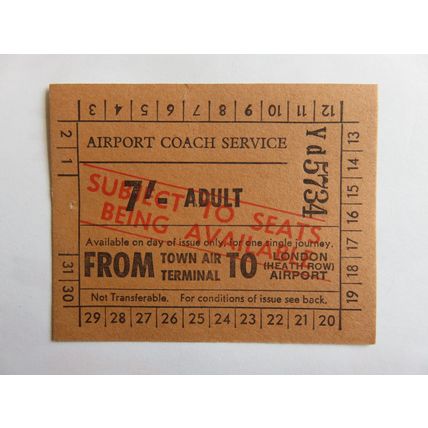 3 4 5 6 7 8 9 10 11 12
2 1
31 30
AIRPORT COACH SERVICE
Yd 5734
7/- ADULT
SUBJECT TO SEATS
BEING AVAILABLE
Available on day of issue only, for one single journey.
FROM TOWN AIR TERMINAL TO LONDON (HEATH ROW) AIRPORT
Not Transferable. For conditions of issue see back.
13 14 15 16 17 18 19
29 28 27 26 25 24 23 22 21 20